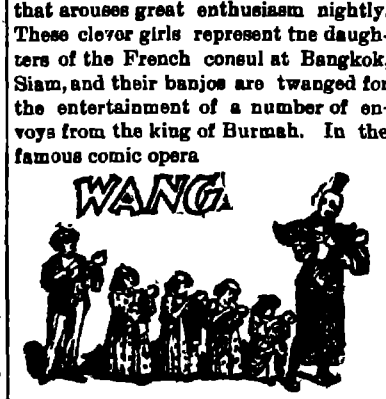 that arouses great enthusiasm nightly.
These clever girls represent tne daugh-
ters of the French consul at Bangkok,
Siam, and their banjos are twanged for
the entertainment of a number of en-
voys from the king of Burmah. In the
famous comic opera
WANG